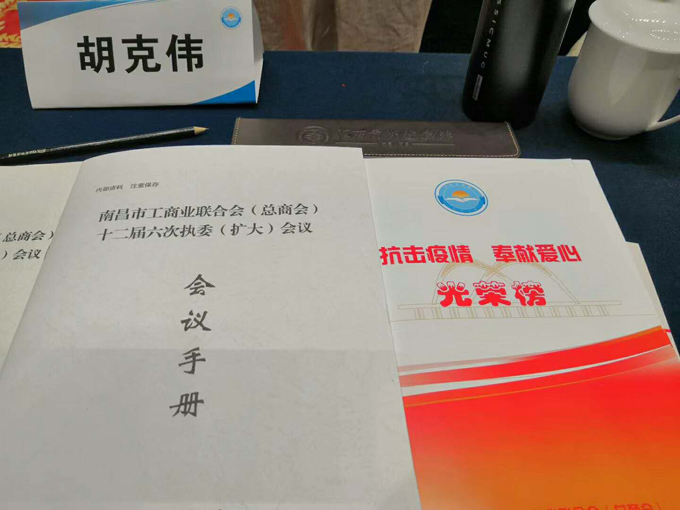 胡克伟
内部资料 注意保存
南昌市工商业联合会（总商会）
十二届六次执委（扩大）会议
会
议
手
册
总商会）
）会议
抗击疫情 奉献爱心
光荣榜